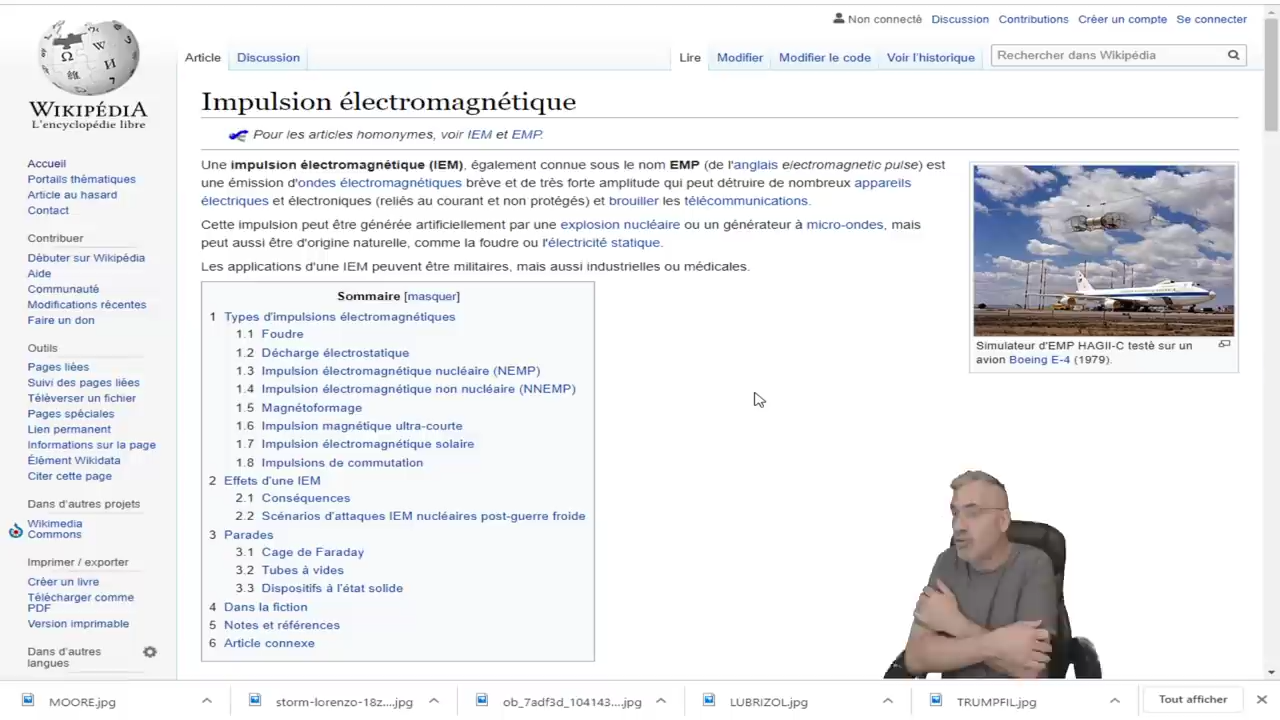 Non connecté Discussion Contributions Créer un compte Se connecter
Article Discussion Lire Modifier Modifier le code Voir l'historique Rechercher dans Wikipédia
WIKIPÉDIA
L'encyclopédie libre
Accueil
Portails thématiques
Article au hasard
Contact
Contribuer
Débuter sur Wikipédia
Aide
Communauté
Modifications récentes
Faire un don
Outils
Pages liées
Suivi des pages liées
Téléverser un fichier
Pages spéciales
Lien permanent
Informations sur la page
Élément Wikidata
Citer cette page
Dans d'autres projets
Wikimedia
Commons
Imprimer / exporter
Créer un livre
Télécharger comme
PDF
Version imprimable
Dans d'autres
langues
Impulsion électromagnétique
Pour les articles homonymes, voir IEM et EMP.
Une impulsion électromagnétique (IEM), également connue sous le nom EMP (de l'anglais electromagnetic pulse) est
une émission d'ondes électromagnétiques brève et de très forte amplitude qui peut détruire de nombreux appareils
électriques et électroniques (reliés au courant et non protégés) et brouiller les télécommunications.
Cette impulsion peut être générée artificiellement par une explosion nucléaire ou un générateur à micro-ondes, mais
peut aussi être d'origine naturelle, comme la foudre ou l'électricité statique.
Les applications d'une IEM peuvent être militaires, mais aussi industrielles ou médicales.
Simulateur d'EMP HAGII-C testé sur un
avion Boeing E-4 (1979).
Sommaire [masquer]
1 Types d'impulsions électromagnétiques
1.1 Foudre
1.2 Décharge électrostatique
1.3 Impulsion électromagnétique nucléaire (NEMP)
1.4 Impulsion électromagnétique non nucléaire (NNEMP)
1.5 Magnétoformage
1.6 Impulsion magnétique ultra-courte
1.7 Impulsion électromagnétique solaire
1.8 Impulsions de commutation
2 Effets d'une IEM
2.1 Conséquences
2.2 Scénarios d'attaques IEM nucléaires post-guerre froide
3 Parades
3.1 Cage de Faraday
3.2 Tubes à vides
3.3 Dispositifs à l'état solide
4 Dans la fiction
5 Notes et références
6 Article connexe
MOORE.jpg storm-lorenzo-18z....jpg ob_7adf3d_104143....jpg LUBRIZOL.jpg TRUMPFIL.jpg Tout afficher